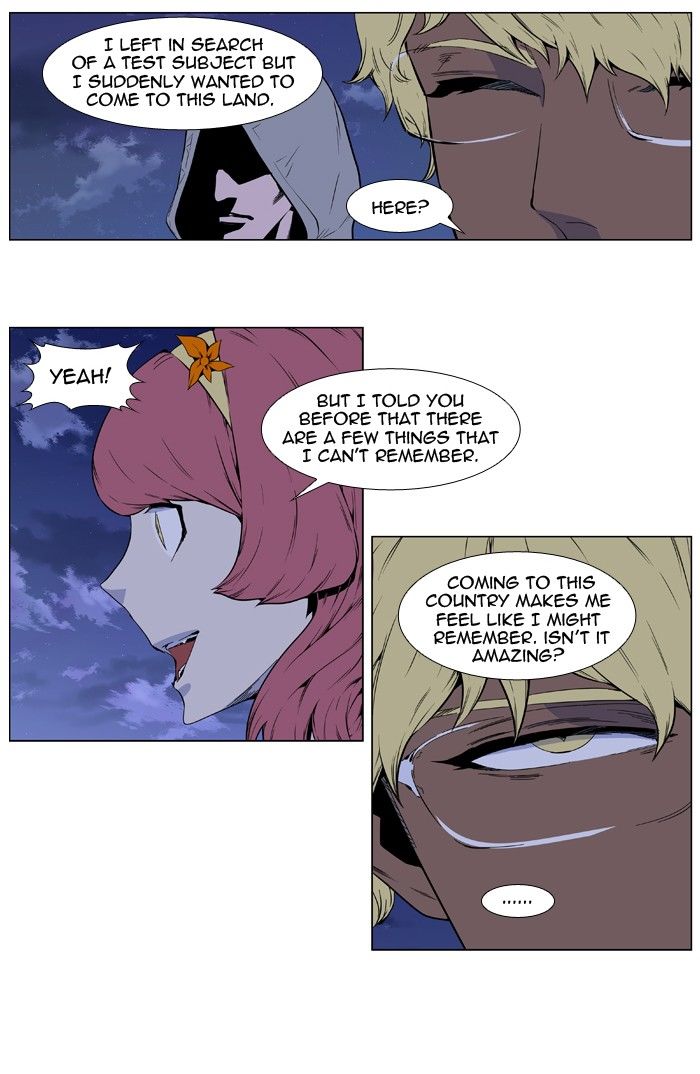 I LEFT IN SEARCH
OF A TEST SUBJECT BUT
I SUDDENLY WANTED TO
COME TO THIS LAND.
HERE?
YEAH!
BUT I TOLD YOU
BEFORE THAT THERE
ARE A FEW THINGS THAT
I CAN'T REMEMBER.
COMING TO THIS
COUNTRY MAKES ME
FEEL LIKE I MIGHT
REMEMBER. ISN'T IT
AMAZING?
......